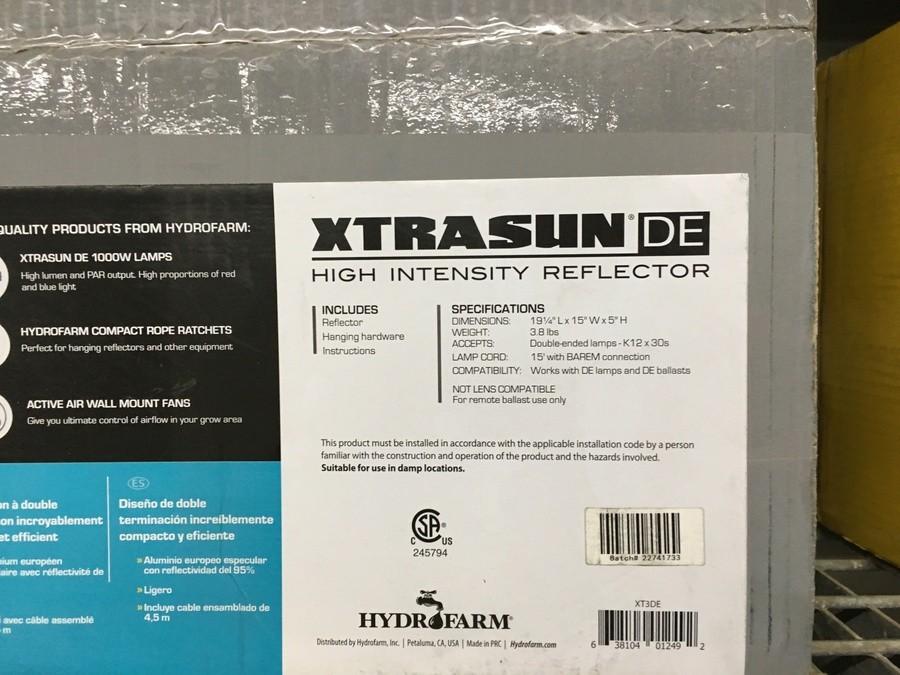 QUALITY PRODUCTS FROM HYDROFARM:
XTRASUN DE 1000W LAMPS
High lumen and PAR output. High proportions of red
and blue light
HYDROFARM COMPACT ROPE RATCHETS
Perfect for hanging reflectors and other equipment
ACTIVE AIR WALL MOUNT FANS
Give you ultimate control of airflow in your grow area
à double
incroyablement
et efficient
européen
avec réflectivité de
avec câble assemblé
m
ES
Diseño de doble
terminación increíblemente
compacto y eficiente
» Aluminio europeo especular
con reflectividad del 95%
» Ligero
» Incluye cable ensamblado de
4,5 m
XTRASUN® DE
HIGH INTENSITY REFLECTOR
INCLUDES
Reflector
Hanging hardware
Instructions
SPECIFICATIONS
DIMENSIONS: 19¼" L x 15" W x 5" H
WEIGHT: 3.8 lbs
ACCEPTS: Double-ended lamps - K12 x 30s
LAMP CORD: 15' with BAREM connection
COMPATIBILITY: Works with DE lamps and DE ballasts
NOT LENS COMPATIBLE
For remote ballast use only
This product must be installed in accordance with the applicable installation code by a person
familiar with the construction and operation of the product and the hazards involved.
Suitable for use in damp locations.
C SA® US
245794
Batch# 22741733
HYDROFARM®
Distributed by Hydrofarm, Inc. | Petaluma, CA, USA | Made in PRC | Hydrofarm.com
XT3DE
6 38104 01249 2